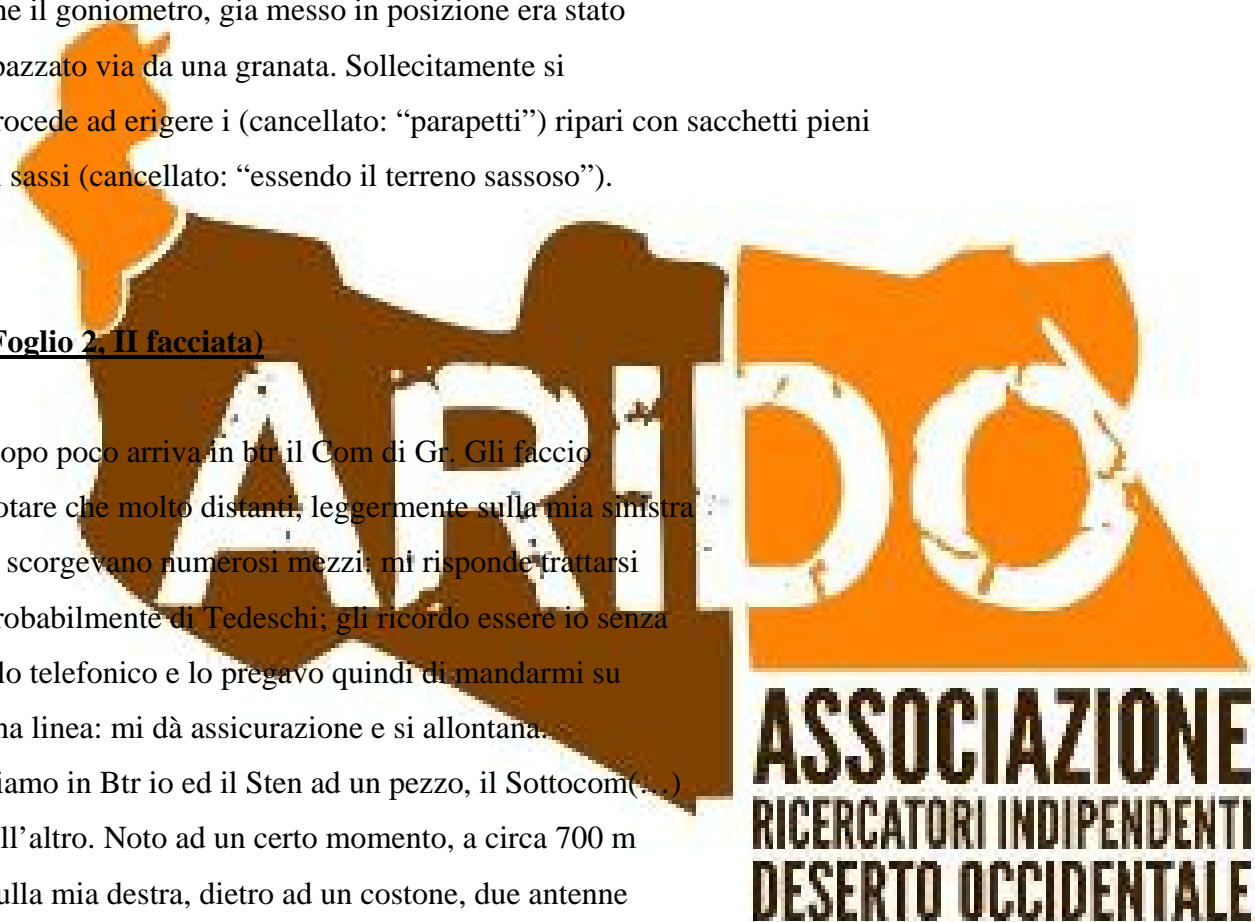 ne il goniometro, gia messo in posizione era stato
pazzato via da una granata. Sollecitamente si
rocede ad erigere i (cancellato: “parapetti”) ripari con sacchetti pieni
i sassi (cancellato: “essendo il terreno sassoso”).
Foglio 2, II facciata)
opo poco arriva in btr il Com di Gr. Gli faccio
otare che molto distanti, leggermente sulla mia sinistra
i scorgevano numerosi mezzi: mi risponde trattarsi
robabilmente di Tedeschi; gli ricordo essere io senza
lo telefonico e lo pregavo quindi di mandarmi su
na linea: mi dà assicurazione e si allontana.
iamo in Btr io ed il Sten ad un pezzo, il Sottocom(…)
ll’altro. Noto ad un certo momento, a circa 700 m
ulla mia destra, dietro ad un costone, due antenne
ARiDO
ASSOCIAZIONE
RICERCATORI INDIPENDENTI
DESERTO OCCIDENTALE